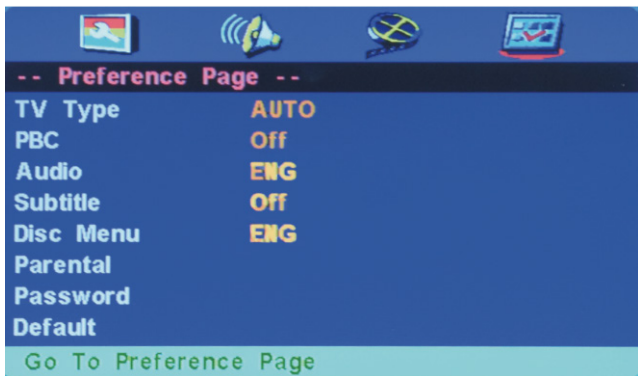 -- Preference Page --
TV Type AUTO
PBC Off
Audio ENG
Subtitle Off
Disc Menu ENG
Parental
Password
Default
Go To Preference Page